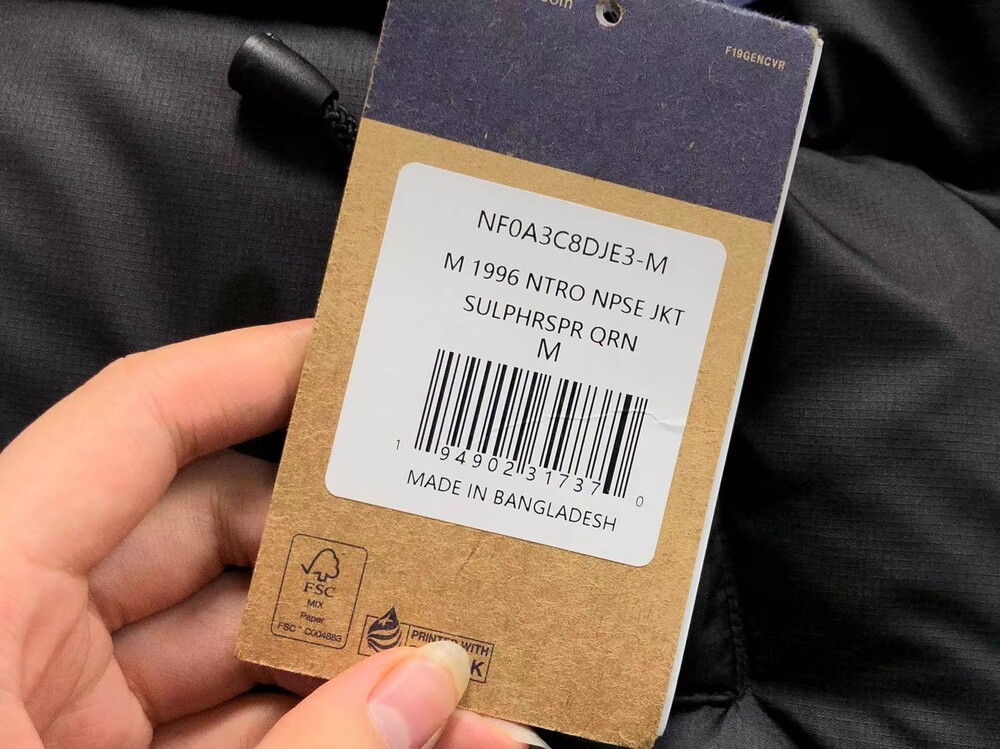 F19GENCVR
NF0A3C8DJE3-M
M 1996 NTRO NPSE JKT
SULPHRSPR QRN
M
1 94902 31737 0
MADE IN BANGLADESH
FSC
MIX
Paper
FSC® C004883
PRINTED WITH